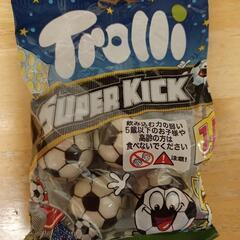 Trolli
SUPER KICK
飲み込む力の弱い
5歳以下のお子様や
高齢の方は
食べないでください
注意!